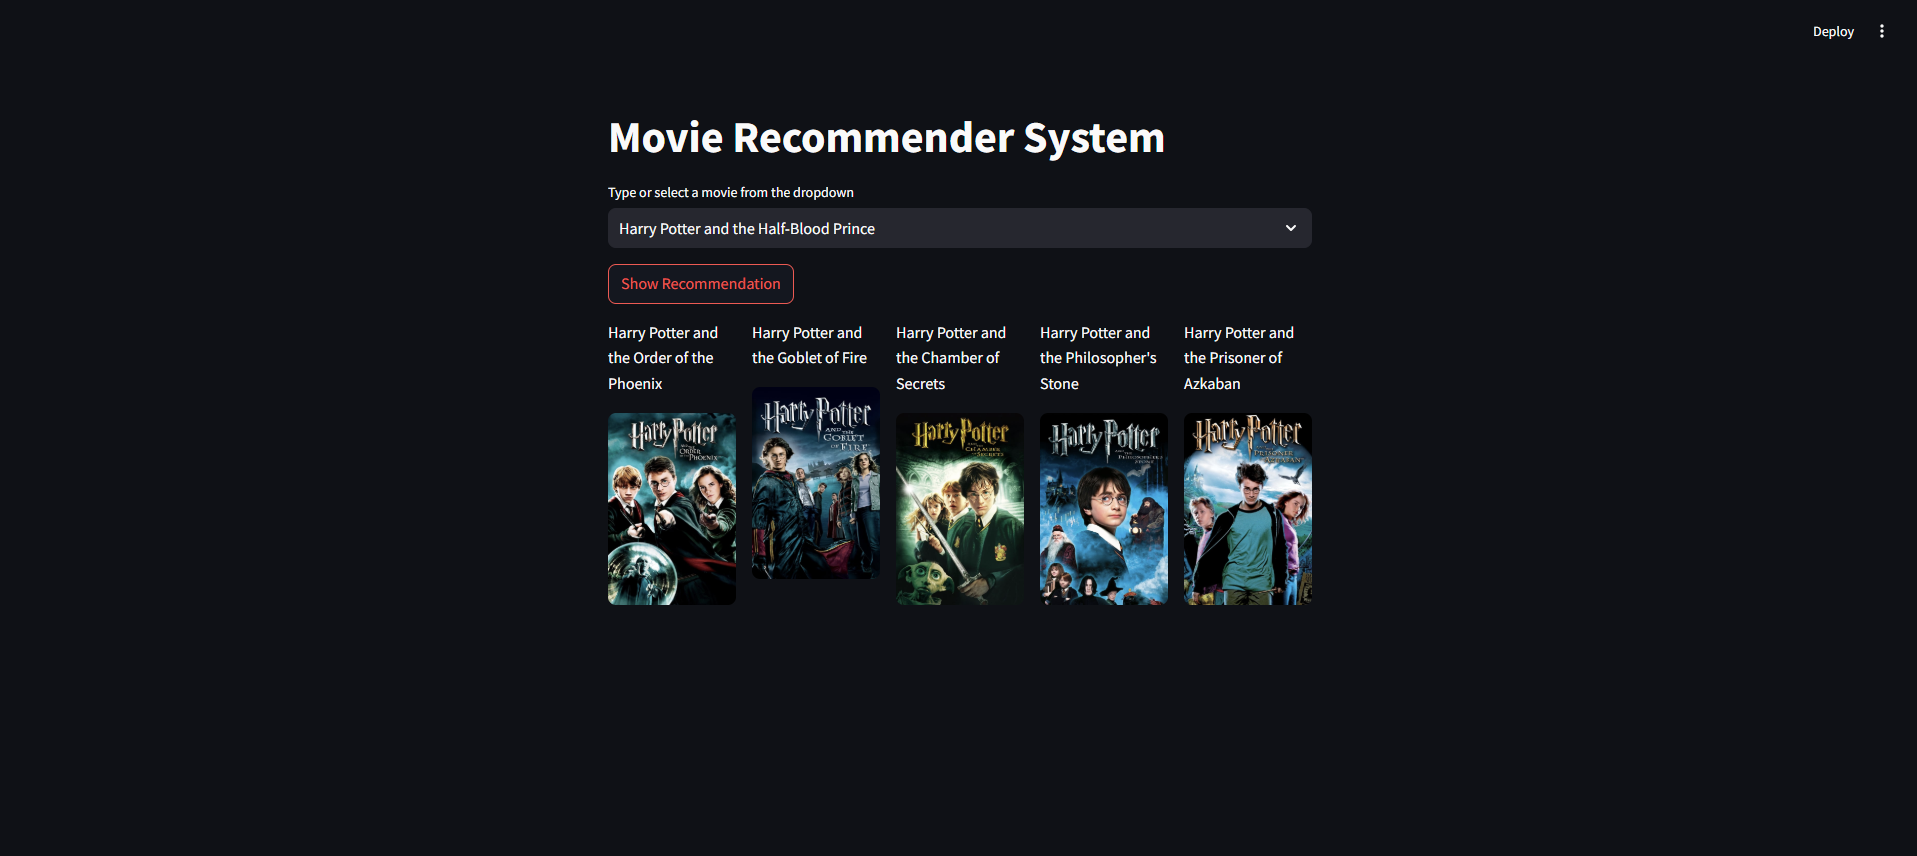 Deploy
Movie Recommender System
Type or select a movie from the dropdown
Harry Potter and the Half-Blood Prince
Show Recommendation
Harry Potter and
the Order of the
Phoenix
Harry Potter and
the Goblet of Fire
Harry Potter and
the Chamber of
Secrets
Harry Potter and
the Philosopher's
Stone
Harry Potter and
the Prisoner of
Azkaban
Harry Potter
AND THE
ORDER
OF THE
PHOENIX
Harry Potter
AND THE
GOBLET
OF FIRE
Harry Potter
AND THE
CHAMBER
OF SECRETS
Harry Potter
AND THE
PHILOSOPHER'S
STONE
Harry Potter
AND THE
PRISONER
OF AZKABAN